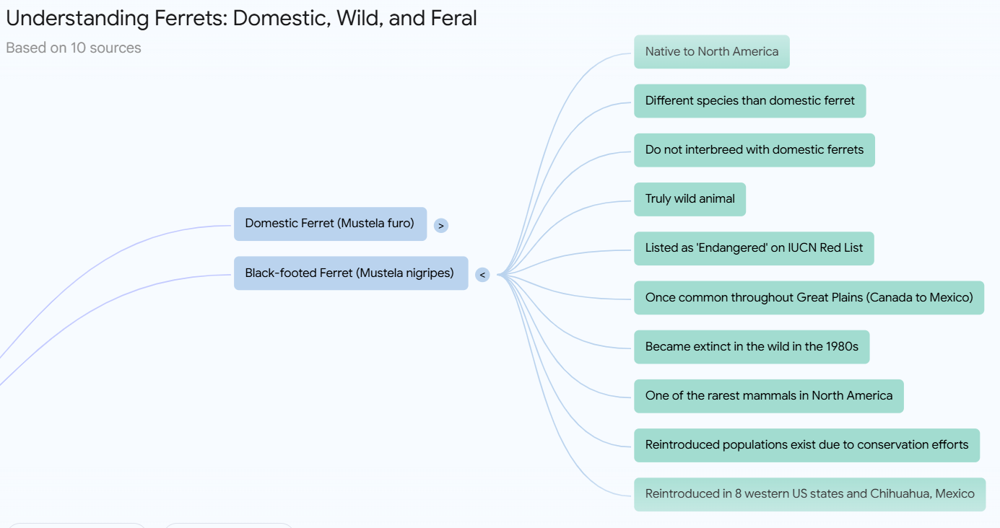 Understanding Ferrets: Domestic, Wild, and Feral
Based on 10 sources
Domestic Ferret (Mustela furo)
>
Black-footed Ferret (Mustela nigripes)
<
Native to North America
Different species than domestic ferret
Do not interbreed with domestic ferrets
Truly wild animal
Listed as 'Endangered' on IUCN Red List
Once common throughout Great Plains (Canada to Mexico)
Became extinct in the wild in the 1980s
One of the rarest mammals in North America
Reintroduced populations exist due to conservation efforts
Reintroduced in 8 western US states and Chihuahua, Mexico